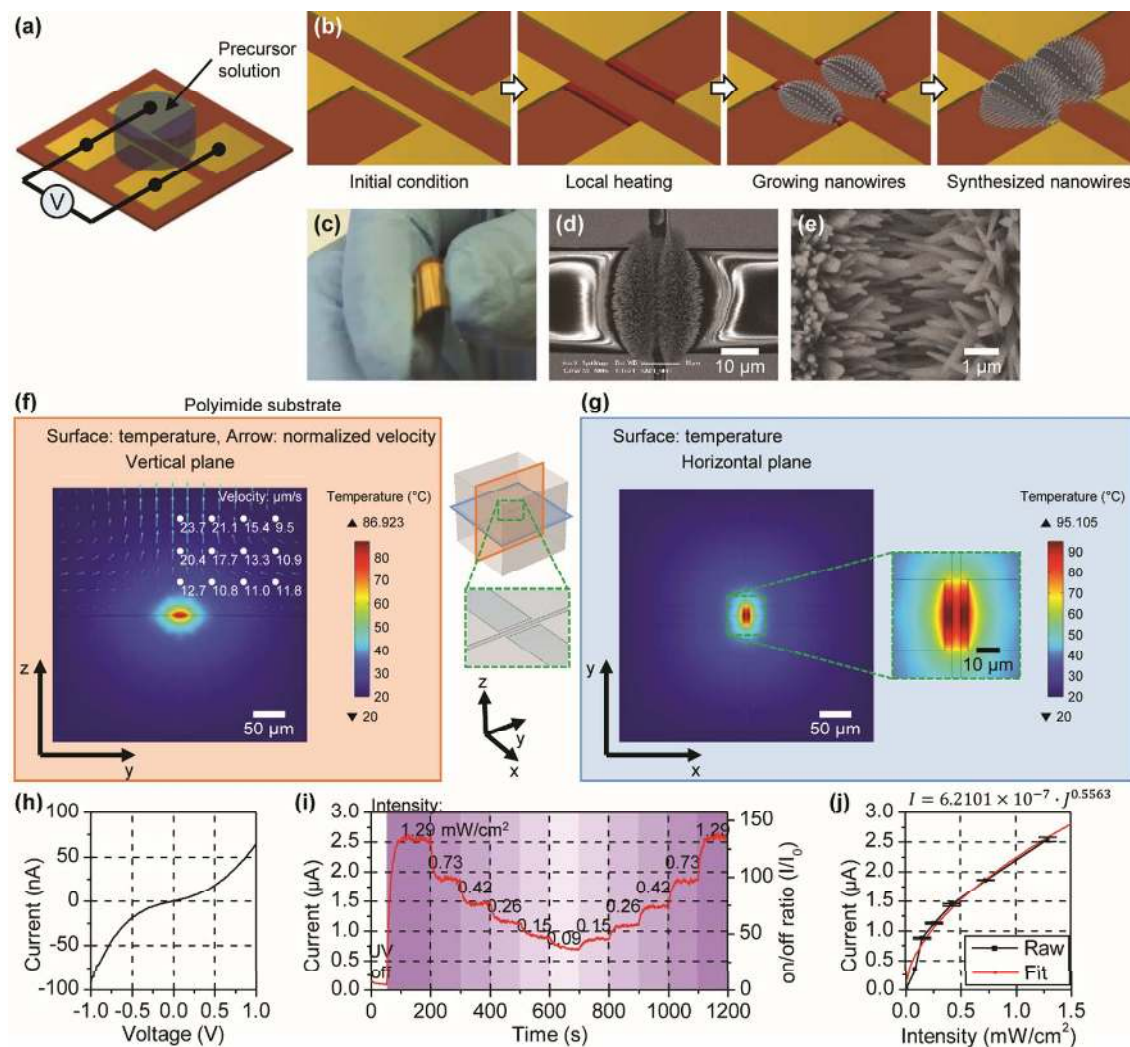 (a)
Precursor
solution
V
(b)
Initial condition
Local heating
Growing nanowires
Synthesized nanowires
(c)
(d)
10 µm
(e)
1 µm
(f)
Polyimide substrate
Surface: temperature, Arrow: normalized velocity
Vertical plane
Velocity: µm/s
23.7 21.1 15.4 9.5
20.4 17.7 13.3 10.9
12.7 10.8 11.0 11.8
50 µm
z
y
Temperature (°C)
▲ 86.923
80
70
60
50
40
30
20
▼ 20
z
y
x
(g)
Surface: temperature
Horizontal plane
50 µm
y
x
10 µm
Temperature (°C)
▲ 95.105
90
80
70
60
50
40
30
20
▼ 20
(h)
Current (nA)
100
50
0
-50
-100
-1.0 -0.5 0.0 0.5 1.0
Voltage (V)
(i)
Intensity:
1.29 mW/cm²
0.73
0.42
0.26
0.15
0.09
0.15
0.26
0.42
0.73
1.29
UV
off
Current (µA)
3.0
2.5
2.0
1.5
1.0
0.5
0.0
0 200 400 600 800 1000 1200
Time (s)
150
100
50
0
on/off ratio (I/I₀)
(j)
I = 6.2101 × 10⁻⁷ · J⁰·⁵⁵⁶³
Current (µA)
3.0
2.5
2.0
1.5
1.0
0.5
0.0
Raw
Fit
0.0 0.5 1.0 1.5
Intensity (mW/cm²)